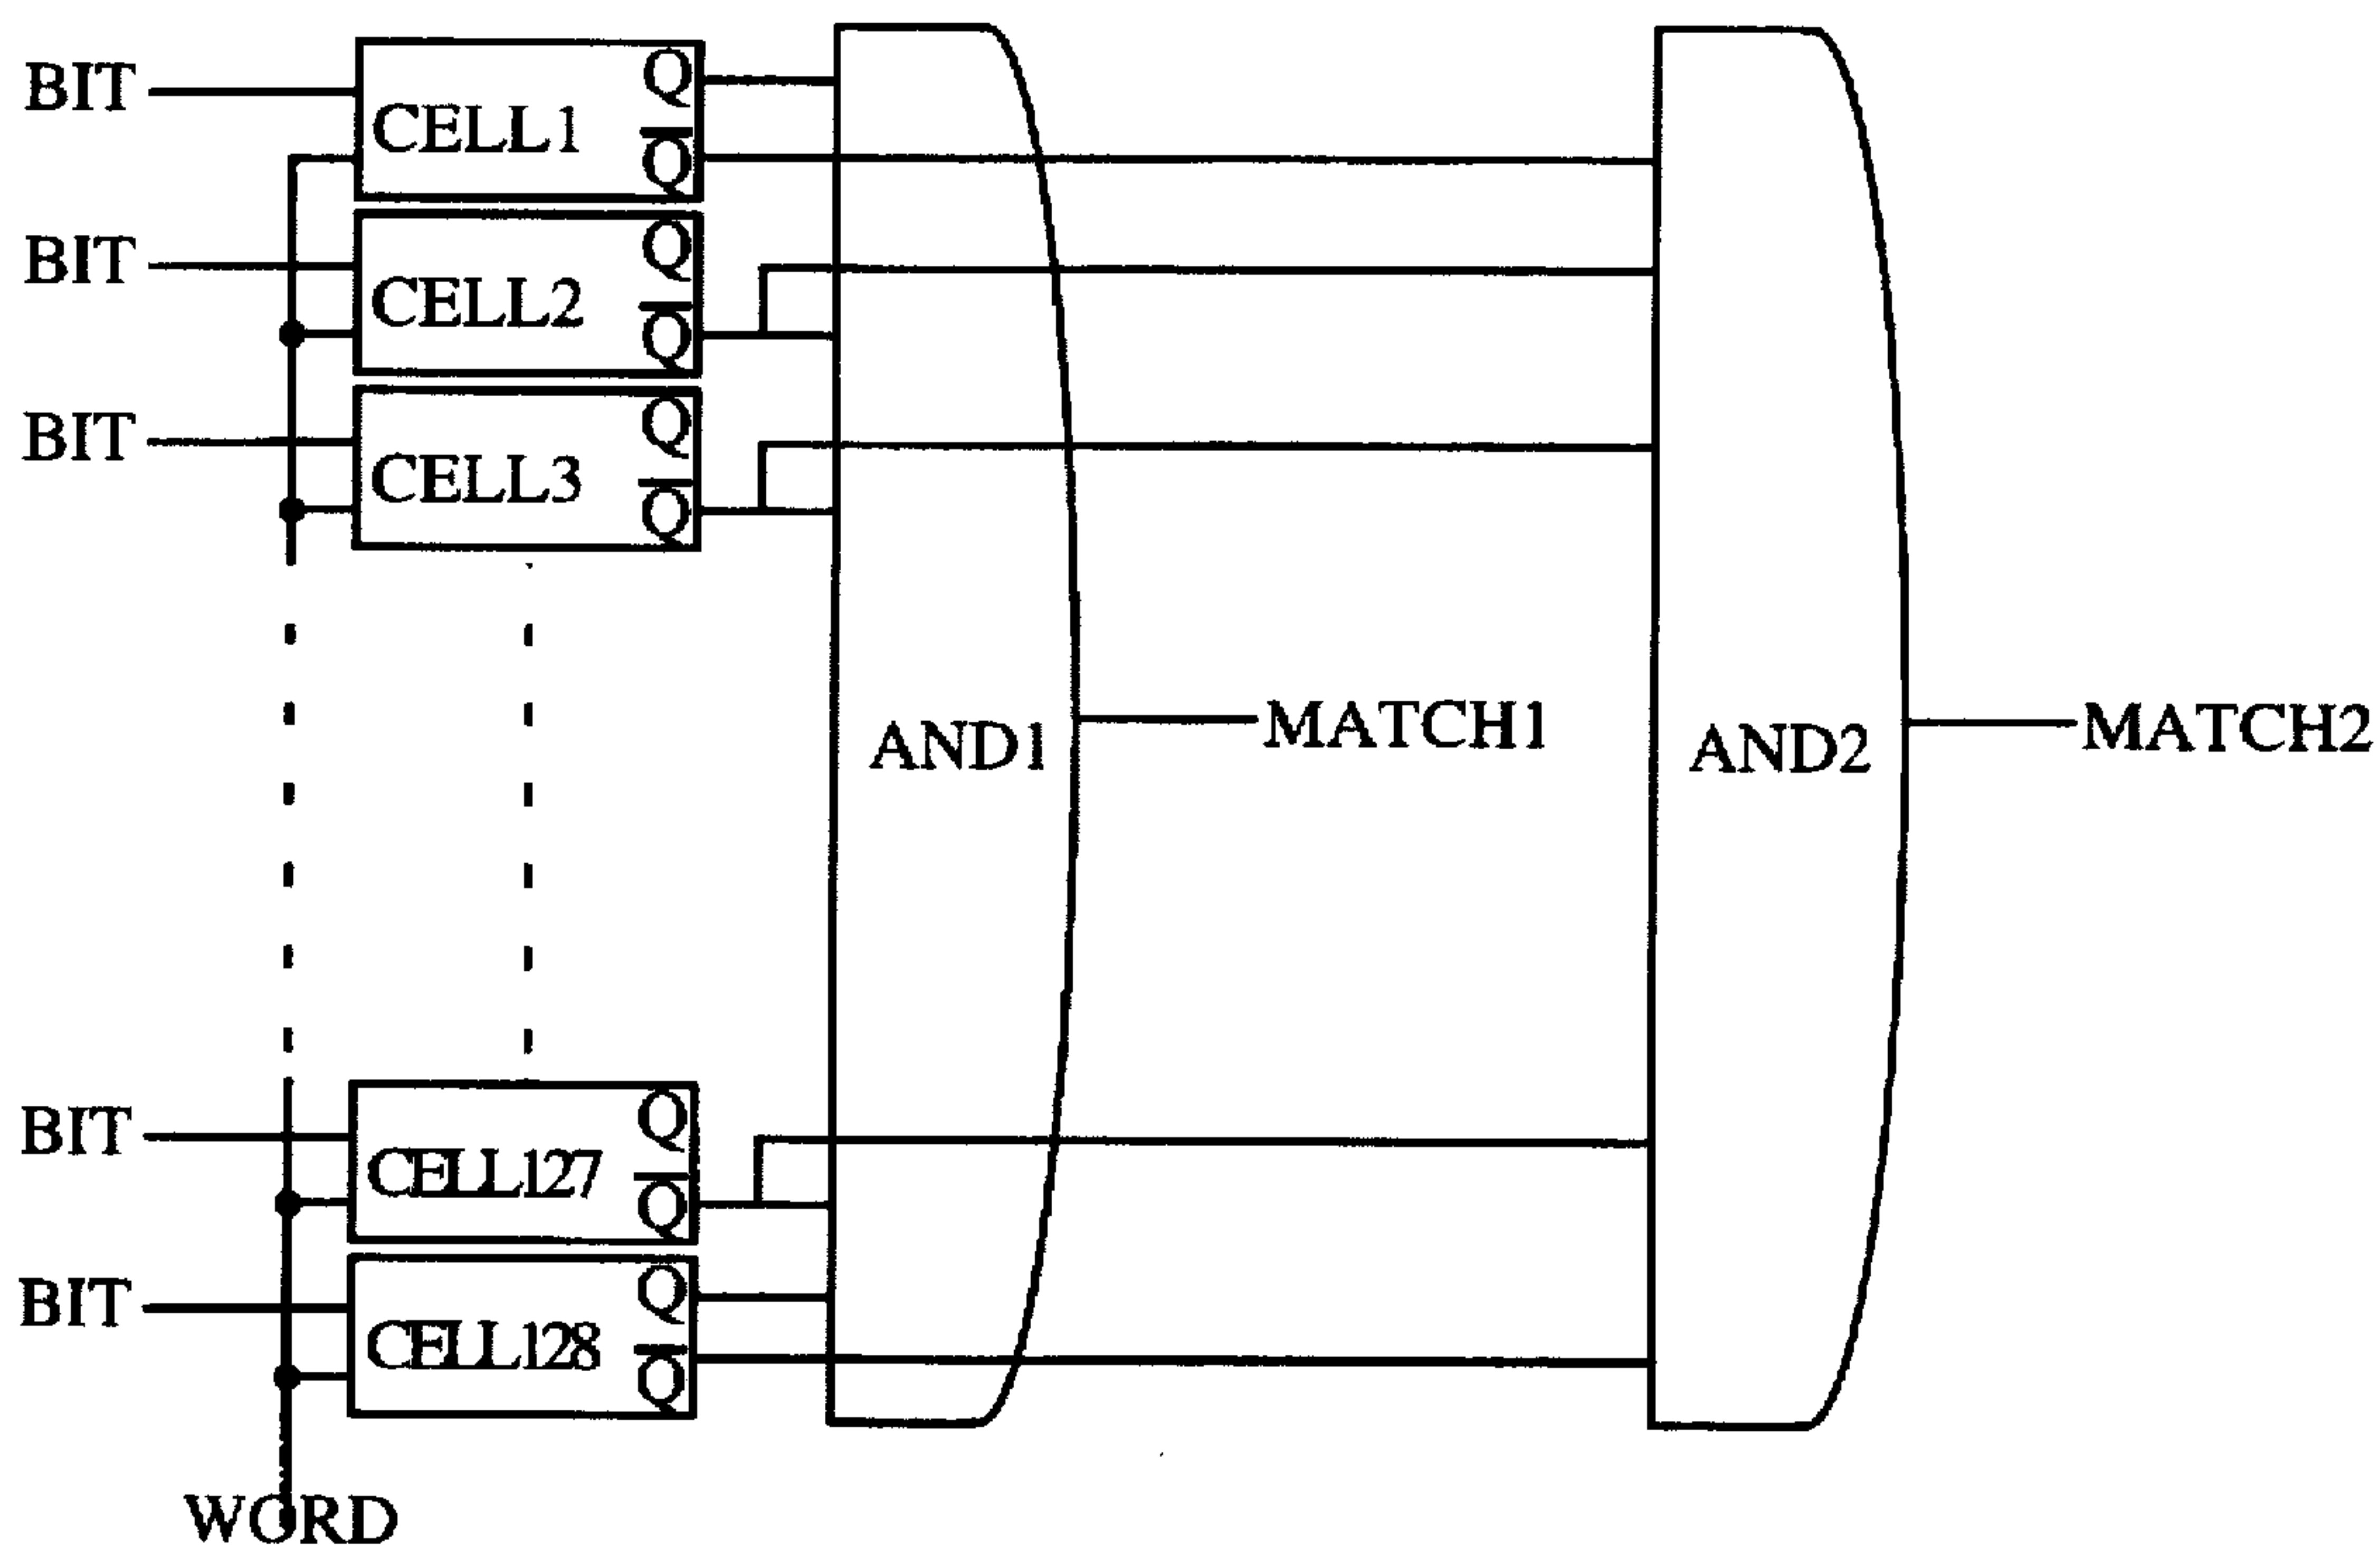 BIT
CELL1
Q
Q̅
BIT
CELL2
Q
Q̅
BIT
CELL3
Q
Q̅
AND1
MATCH1
AND2
MATCH2
BIT
CELL127
Q
Q̅
BIT
CELL128
Q
Q̅
WORD